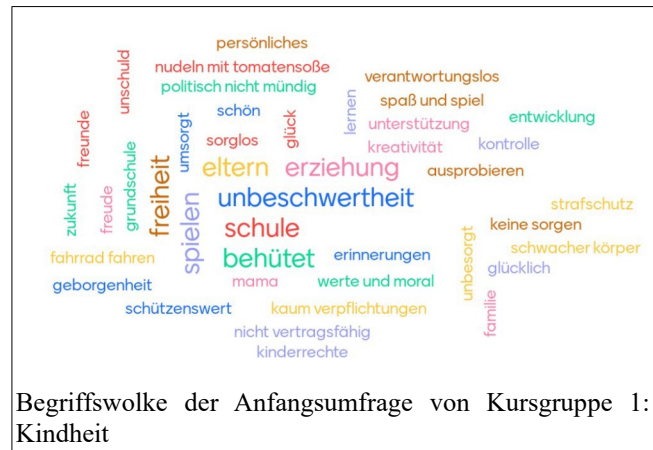 persönliches
nudeln mit tomatensoße
politisch nicht mündig
unschuld
verantwortungslos
spaß und spiel
schön
glück
lernen
unterstützung
entwicklung
freunde
umsorgt
sorglos
kreativität
kontrolle
grundschule
freiheit
eltern
erziehung
ausprobieren
zukunft
freude
spielen
unbeschwertheit
strafschutz
schule
keine sorgen
fahrrad fahren
behütet
erinnerungen
unbesorgt
schwacher körper
glücklich
geborgenheit
mama
werte und moral
schützenswert
kaum verpflichtungen
familie
nicht vertragsfähig
kinderrechte
Begriffswolke der Anfangsumfrage von Kursgruppe 1:
Kindheit